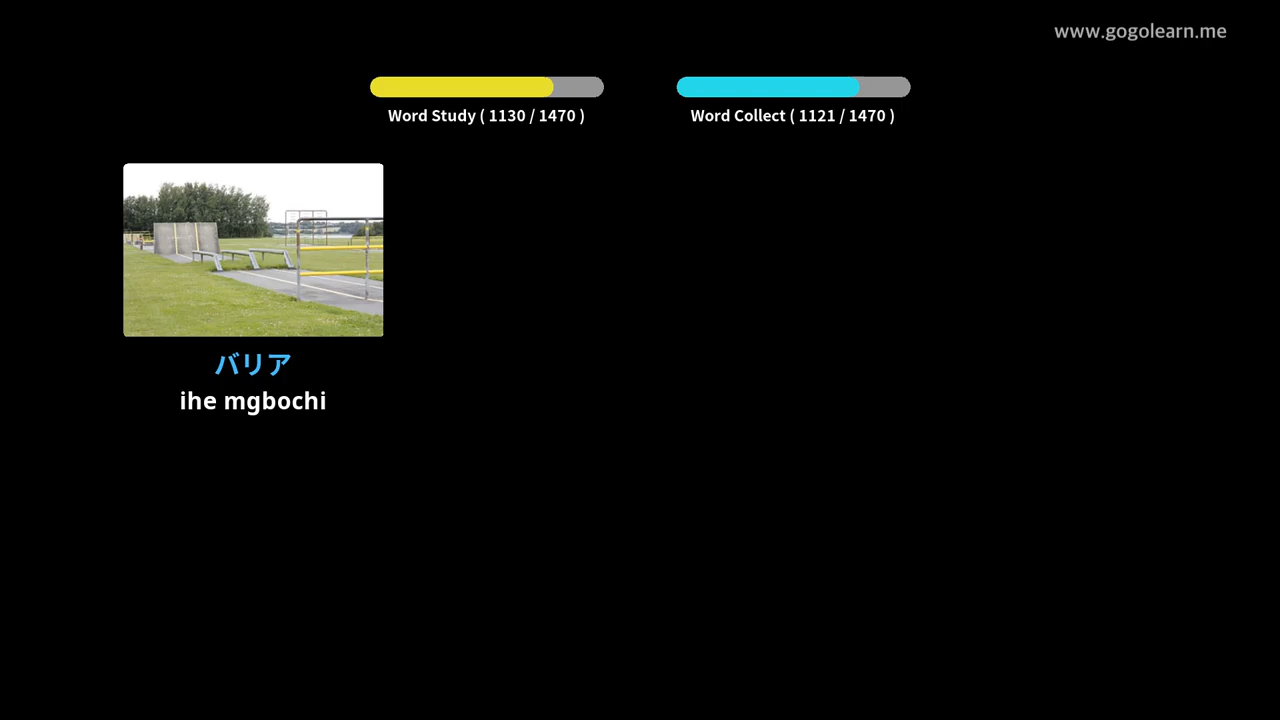 www.gogolearn.me
Word Study ( 1130 / 1470 )
Word Collect ( 1121 / 1470 )
バリア
ihe mgbochi